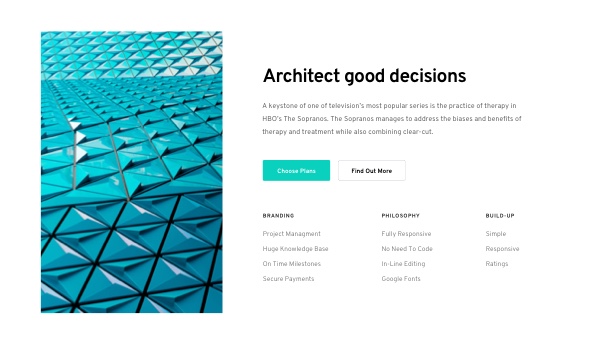 Architect good decisions
A keystone of one of television's most popular series is the practice of therapy in
HBO's The Sopranos. The Sopranos manages to address the biases and benefits of
therapy and treatment while also combining clear-cut.
Choose Plans
Find Out More
BRANDING
Project Managment
Huge Knowledge Base
On Time Milestones
Secure Payments
PHILOSOPHY
Fully Responsive
No Need To Code
In-Line Editing
Google Fonts
BUILD-UP
Simple
Responsive
Ratings